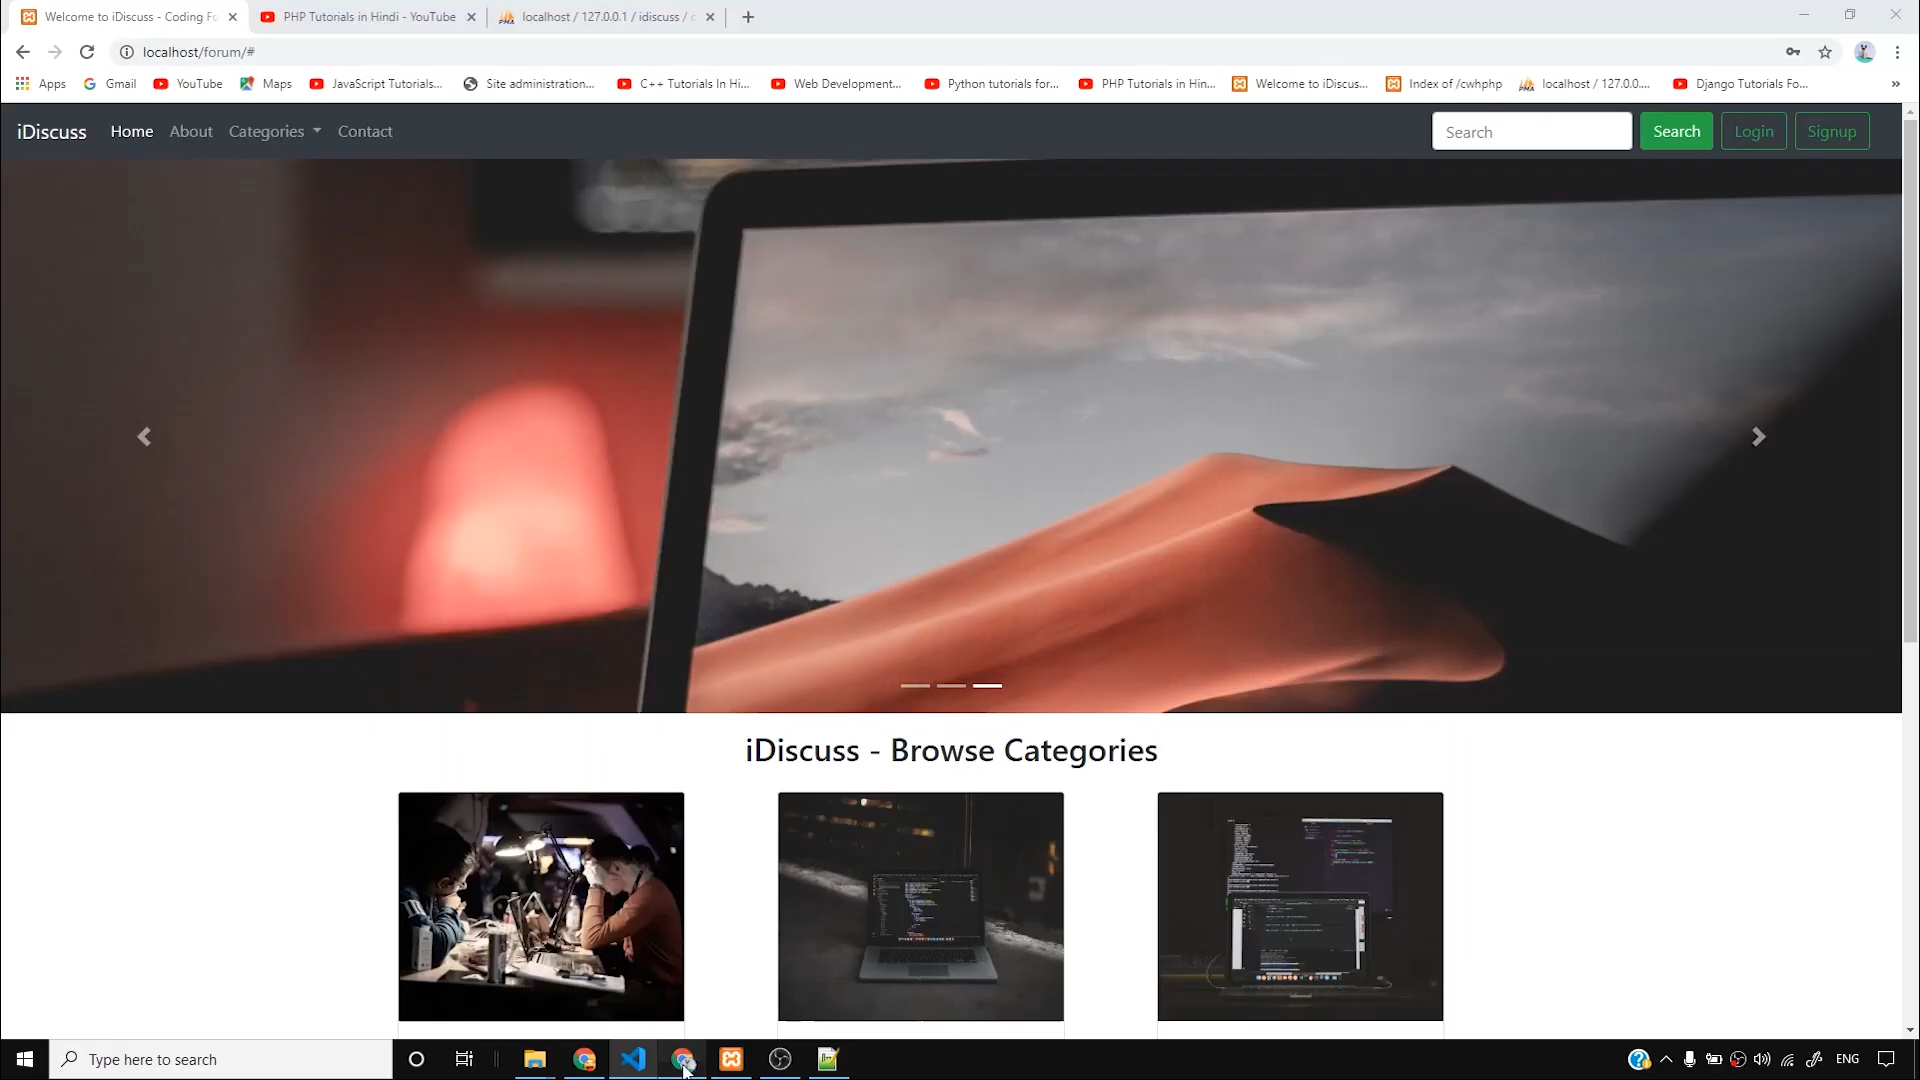 Welcome to iDiscuss - Coding Fo
PHP Tutorials in Hindi - YouTube
localhost / 127.0.0.1 / idiscuss / c
localhost/forum/#
Apps
Gmail
YouTube
Maps
JavaScript Tutorials...
Site administration...
C++ Tutorials In Hi...
Web Development...
Python tutorials for...
PHP Tutorials in Hin...
Welcome to iDiscus...
Index of /cwhphp
localhost / 127.0.0....
Django Tutorials Fo...
»
iDiscuss
Home
About
Categories
Contact
Search
Search
Login
Signup
iDiscuss - Browse Categories
Type here to search
ENG